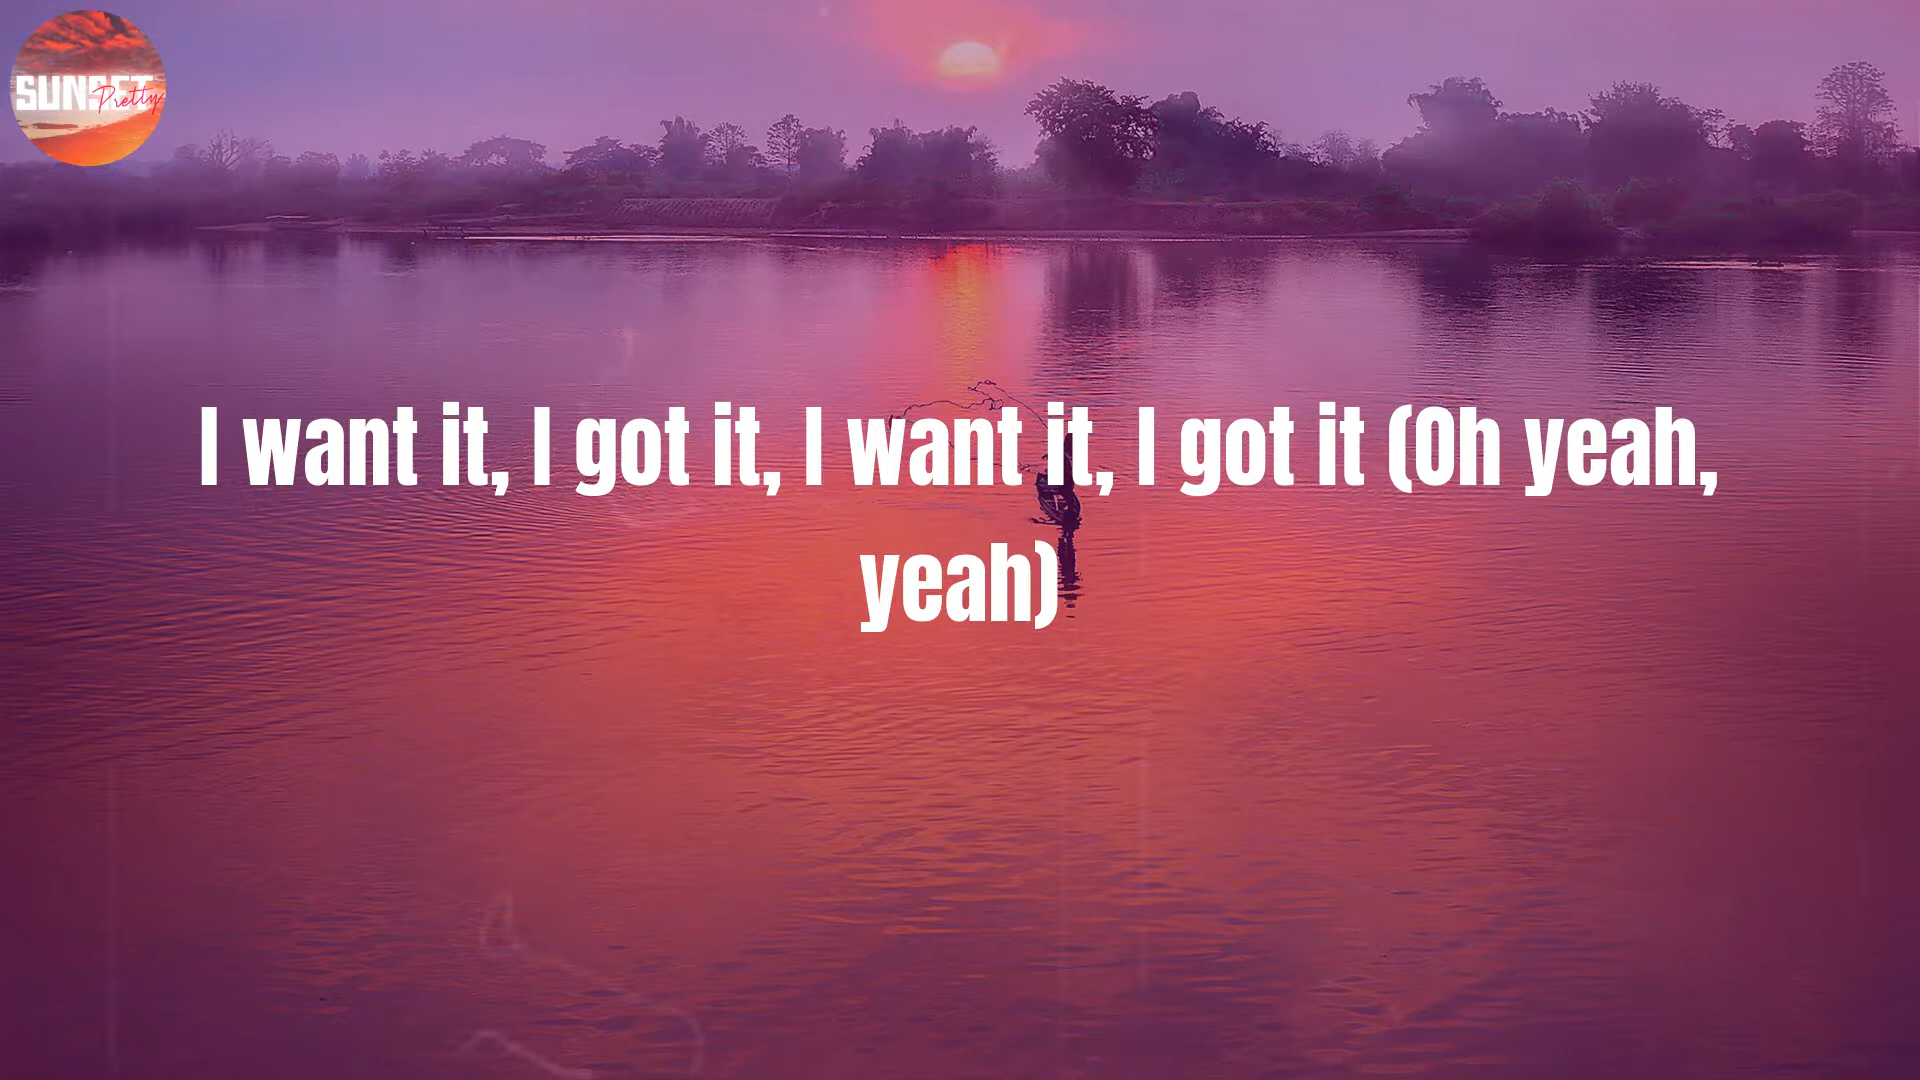 SUNSET
Pretty
I want it, I got it, I want it, I got it (Oh yeah,
yeah)